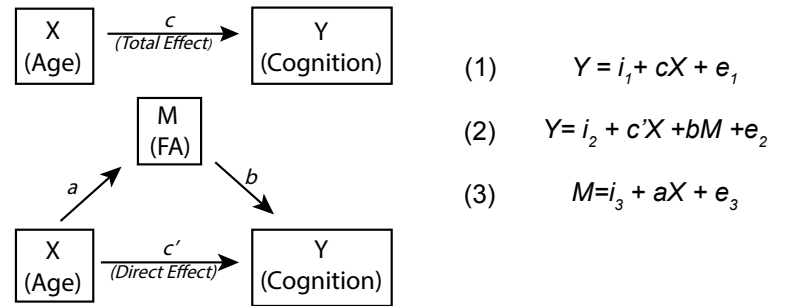 X
(Age)
c
(Total Effect)
Y
(Cognition)
M
(FA)
a
b
X
(Age)
c'
(Direct Effect)
Y
(Cognition)
(1) Y = i₁+ cX + e₁
(2) Y= i₂ + c’X +bM +e₂
(3) M=i₃ + aX + e₃